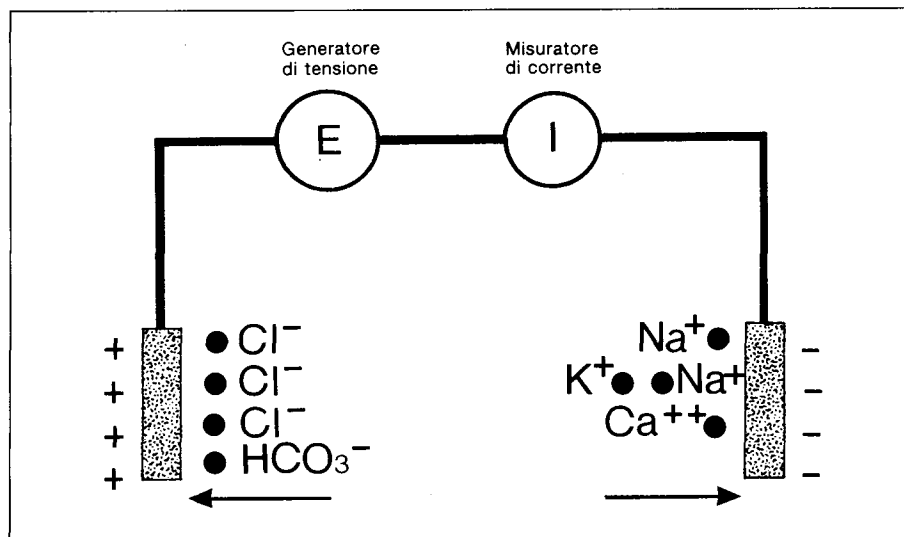 Generatore
di tensione
Misuratore
di corrente
E
I
+
+
+
+
Cl⁻
Cl⁻
Cl⁻
HCO₃⁻
Na⁺
K⁺ Na⁺
Ca⁺⁺
−
−
−
−